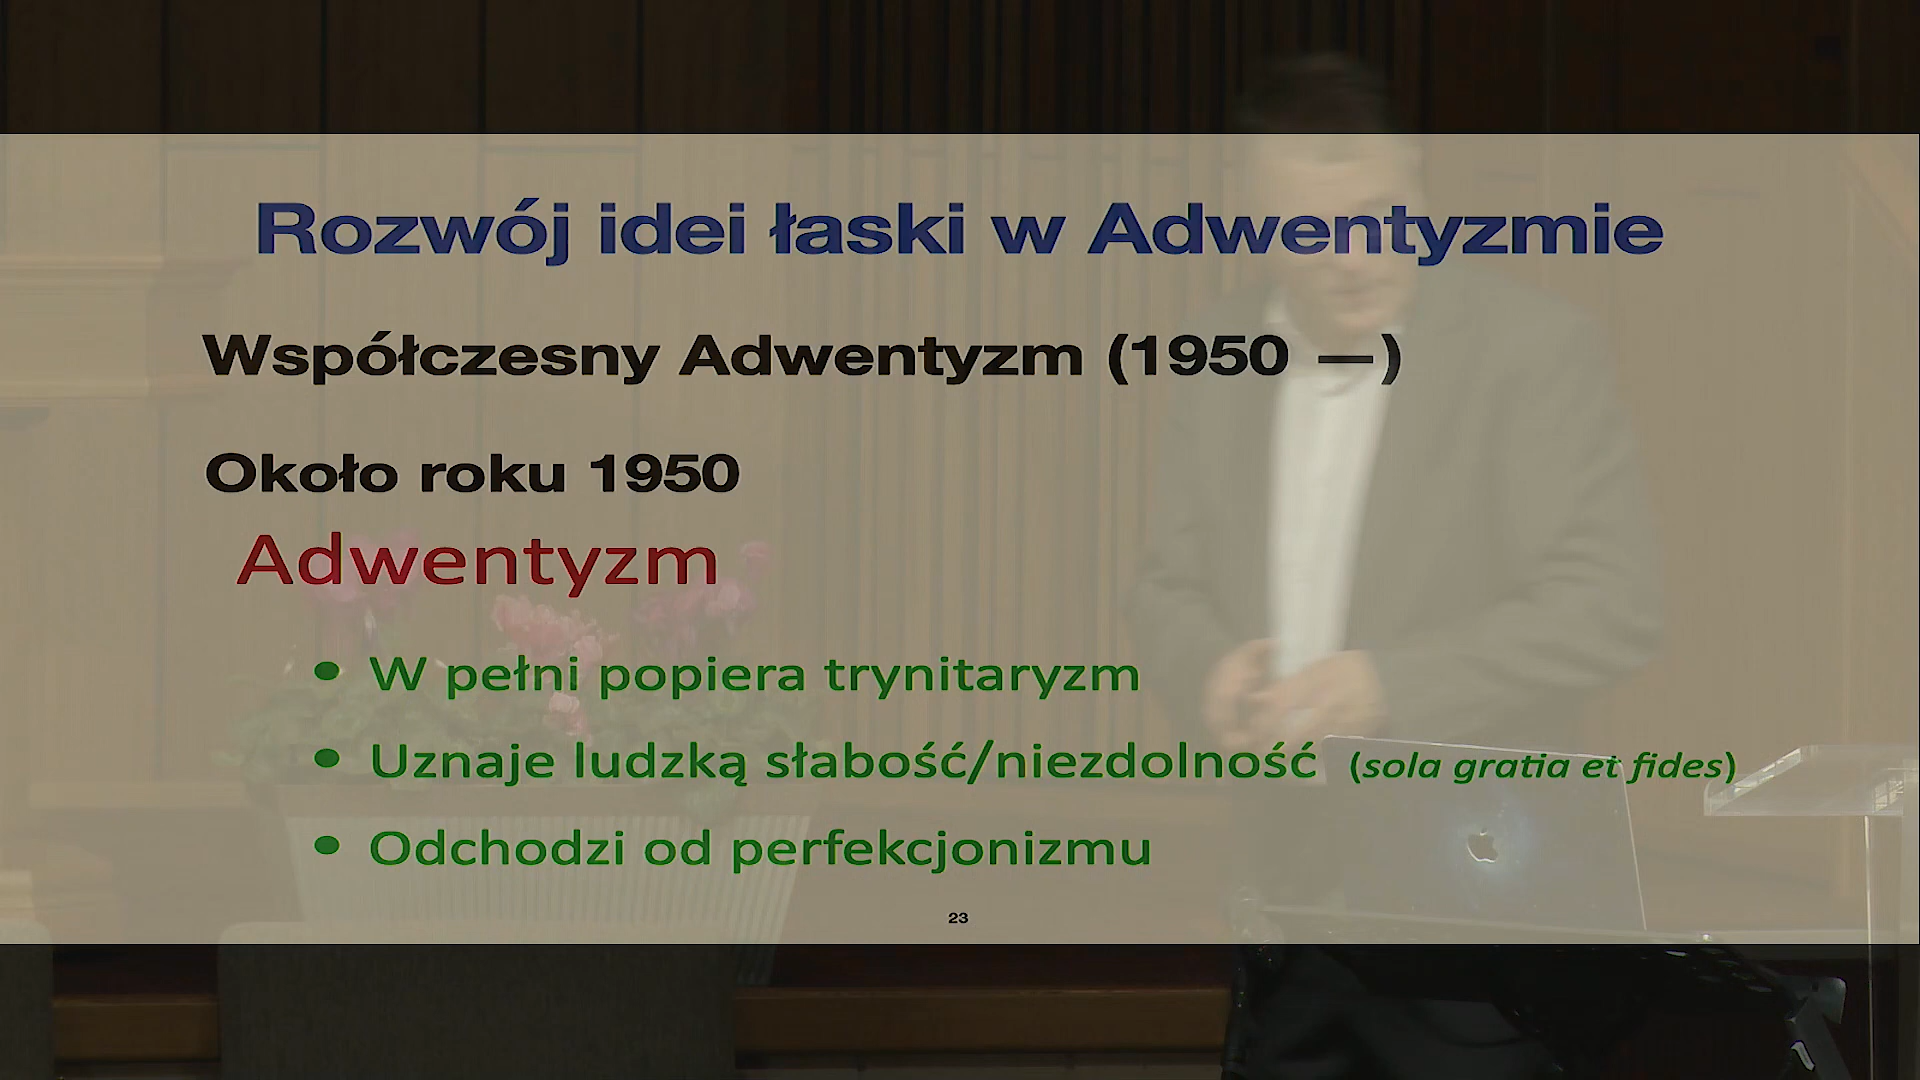 Rozwój idei łaski w Adwentyzmie
Współczesny Adwentyzm (1950 —)
Około roku 1950
Adwentyzm
• W pełni popiera trynitaryzm
• Uznaje ludzką słabość/niezdolność (sola gratia et fides)
• Odchodzi od perfekcjonizmu
23